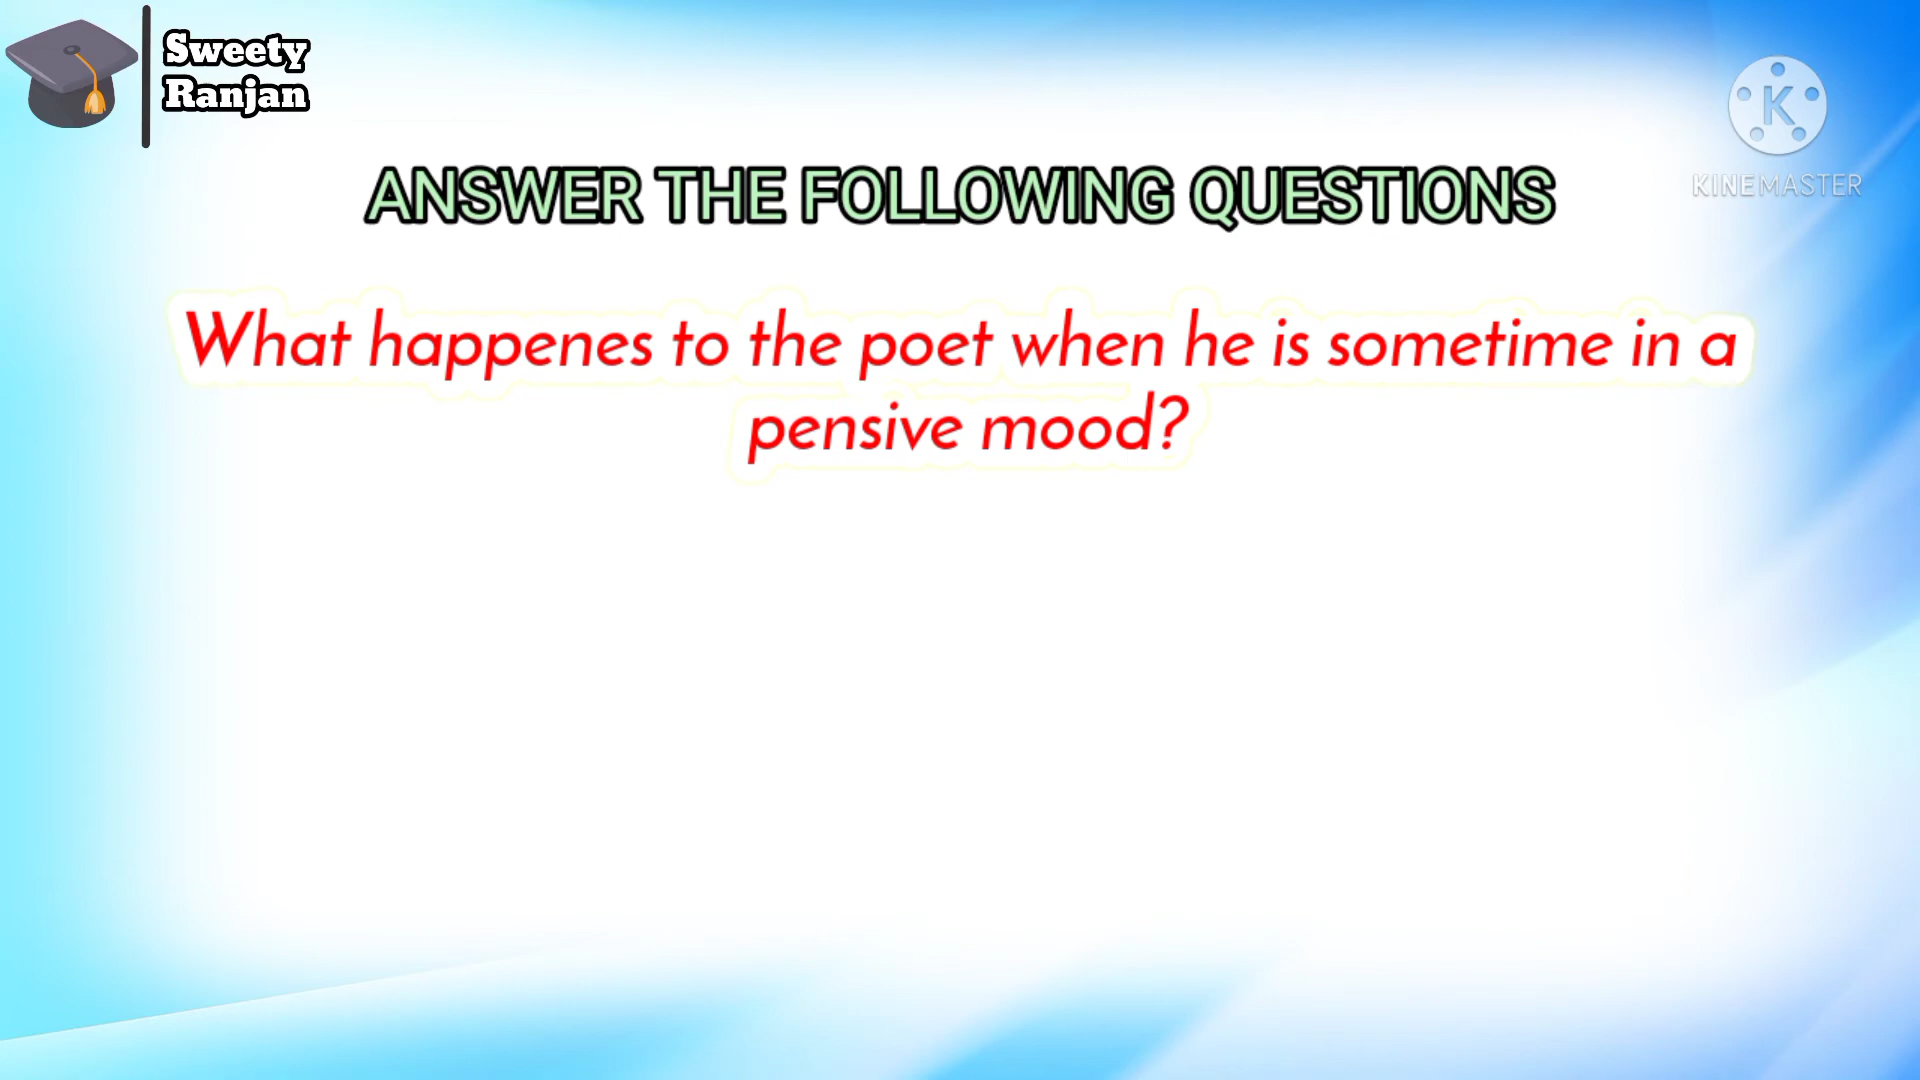 Sweety
Ranjan
K
KINEMASTER
ANSWER THE FOLLOWING QUESTIONS
What happenes to the poet when he is sometime in a
pensive mood?